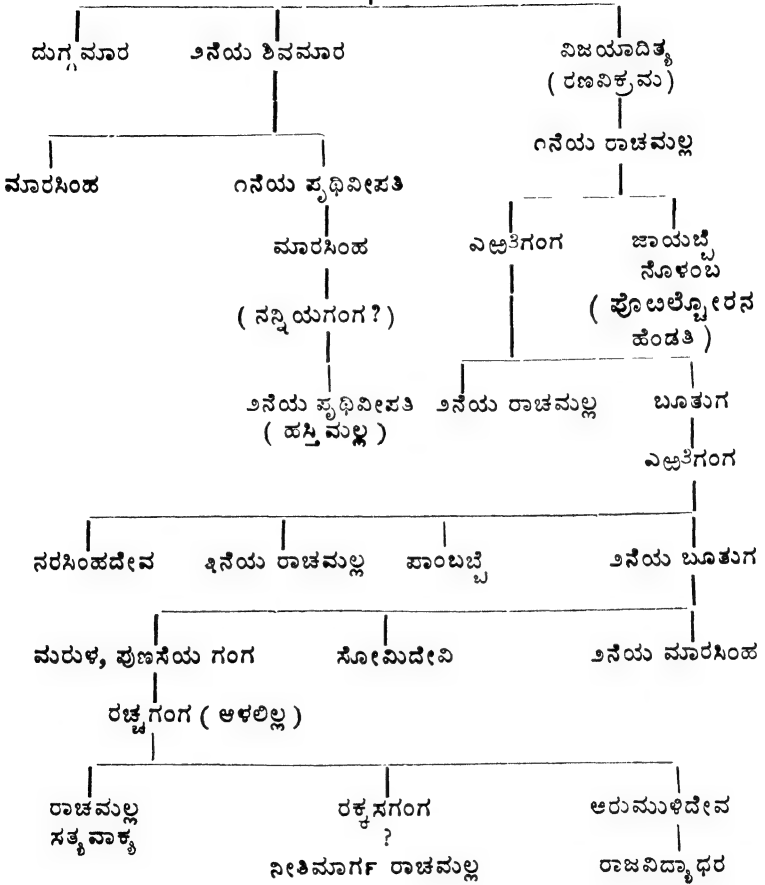 ದುಗ್ಗಮಾರ ೨ನೆಯ ಶಿವಮಾರ ವಿಜಯಾದಿತ್ಯ
( ರಣವಿಕ್ರಮ )
೧ನೆಯ ರಾಚಮಲ್ಲ
ಮಾರಸಿಂಹ ೧ನೆಯ ಪೃಥಿವೀಪತಿ
ಮಾರಸಿಂಹ ಎಱೆಗಂಗ ಜಾಯಬ್ಬೆ
ನೊಳಂಬ
( ನನ್ನಿಯಗಂಗ ? ) ( ಪೊಱಲ್ಚೋರನ
ಹೆಂಡತಿ )
೨ನೆಯ ಪೃಥಿವೀಪತಿ ೨ನೆಯ ರಾಚಮಲ್ಲ ಬೂತುಗ
( ಹಸ್ತಿಮಲ್ಲ )
ಎಱೆಗಂಗ
ನರಸಿಂಹದೇವ ೩ನೆಯ ರಾಚಮಲ್ಲ ಪಾಂಬಬ್ಬೆ ೨ನೆಯ ಬೂತುಗ
ಮರುಳ, ಪುಣಸೆಯ ಗಂಗ ಸೋಮಿದೇವಿ ೨ನೆಯ ಮಾರಸಿಂಹ
ರಚ್ಚಗಂಗ ( ಆಳಲಿಲ್ಲ )
ರಾಚಮಲ್ಲ ರಕ್ಕಸಗಂಗ ಅರುಮುಳಿದೇವ
ಸತ್ಯವಾಕ್ಯ ?
ನೀತಿಮಾರ್ಗ ರಾಚಮಲ್ಲ ರಾಜವಿದ್ಯಾಧರ